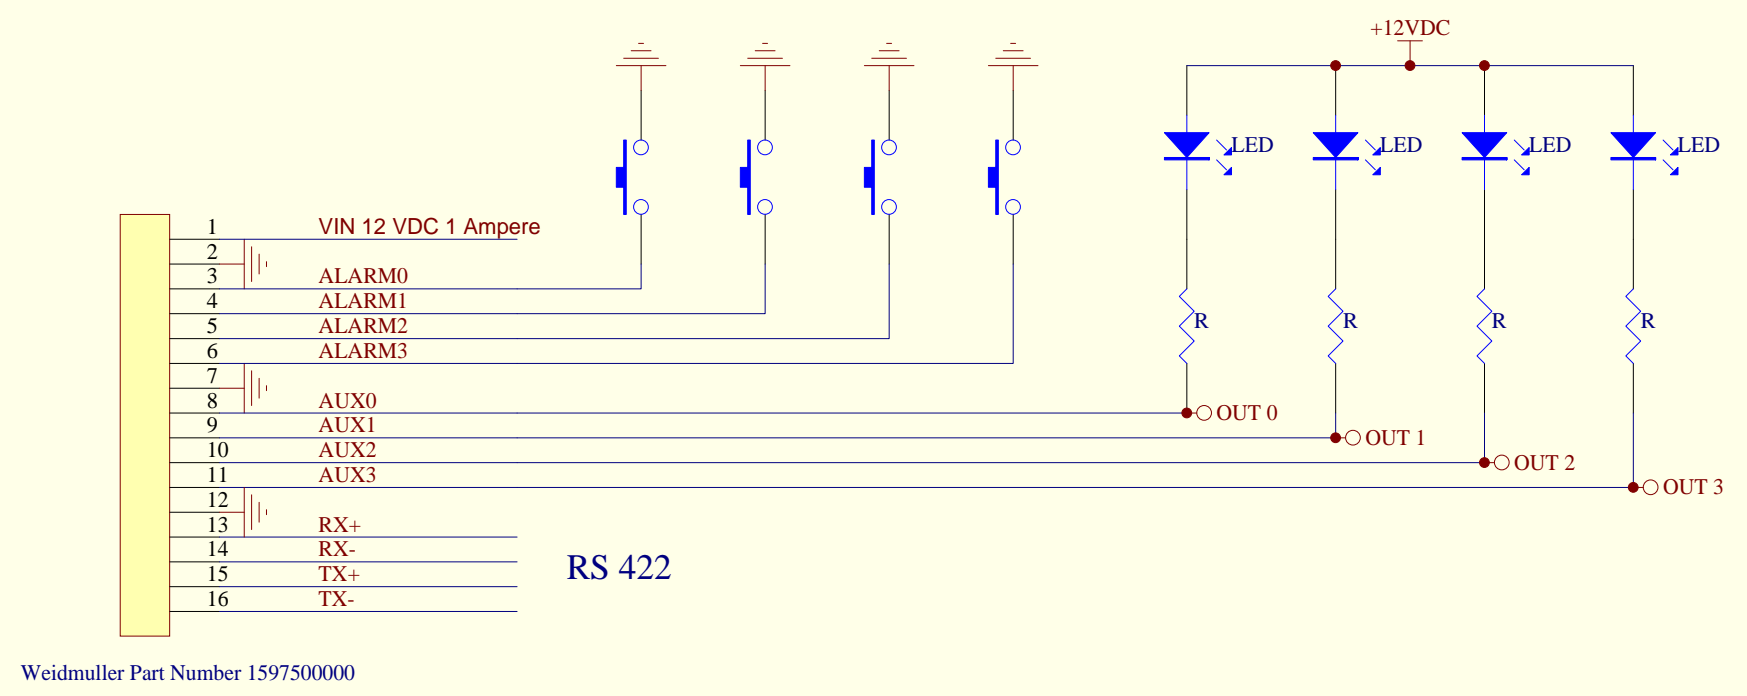 +12VDC
LED LED LED LED
1 VIN 12 VDC 1 Ampere
2
3 ALARM0
4 ALARM1
5 ALARM2
R R R R
6 ALARM3
7
8 AUX0 OUT 0
9 AUX1 OUT 1
10 AUX2 OUT 2
11 AUX3 OUT 3
12
13 RX+
14 RX-
RS 422
15 TX+
16 TX-
Weidmuller Part Number 1597500000